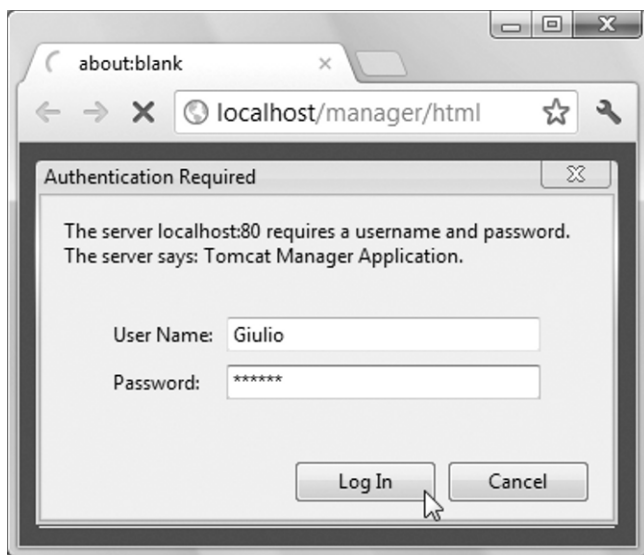 about:blank
localhost/manager/html
Authentication Required
The server localhost:80 requires a username and password.
The server says: Tomcat Manager Application.
User Name: Giulio
Password: ******
Log In Cancel